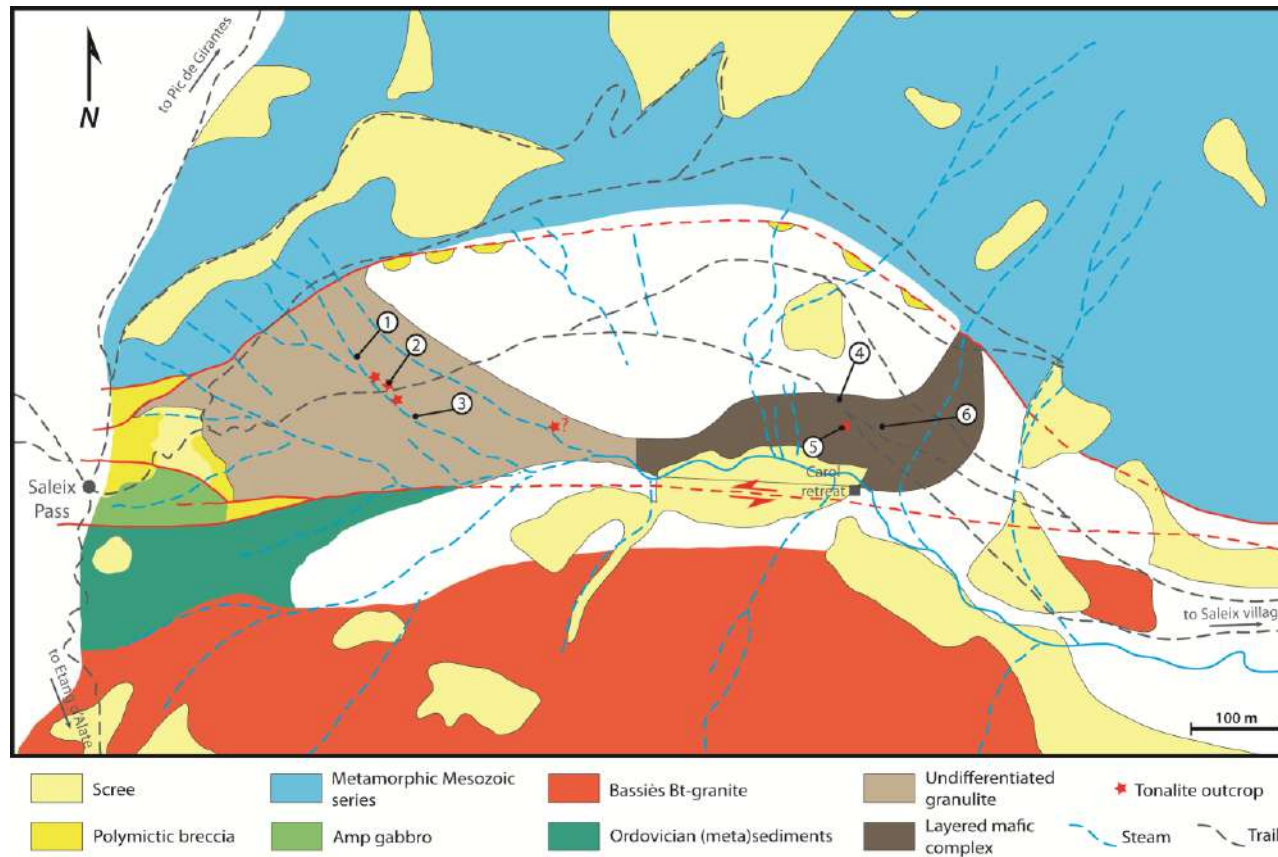 to Pic de Girantes
N
1
2
3
4
5
6
?
Saleix
Pass
Carol
retreat
to Saleix villag
to Etang d'Alate
100 m
Scree
Metamorphic Mesozoic
series
Bassiès Bt-granite
Undifferentiated
granulite
Tonalite outcrop
Polymictic breccia
Amp gabbro
Ordovician (meta)sediments
Layered mafic
complex
Steam
Trail